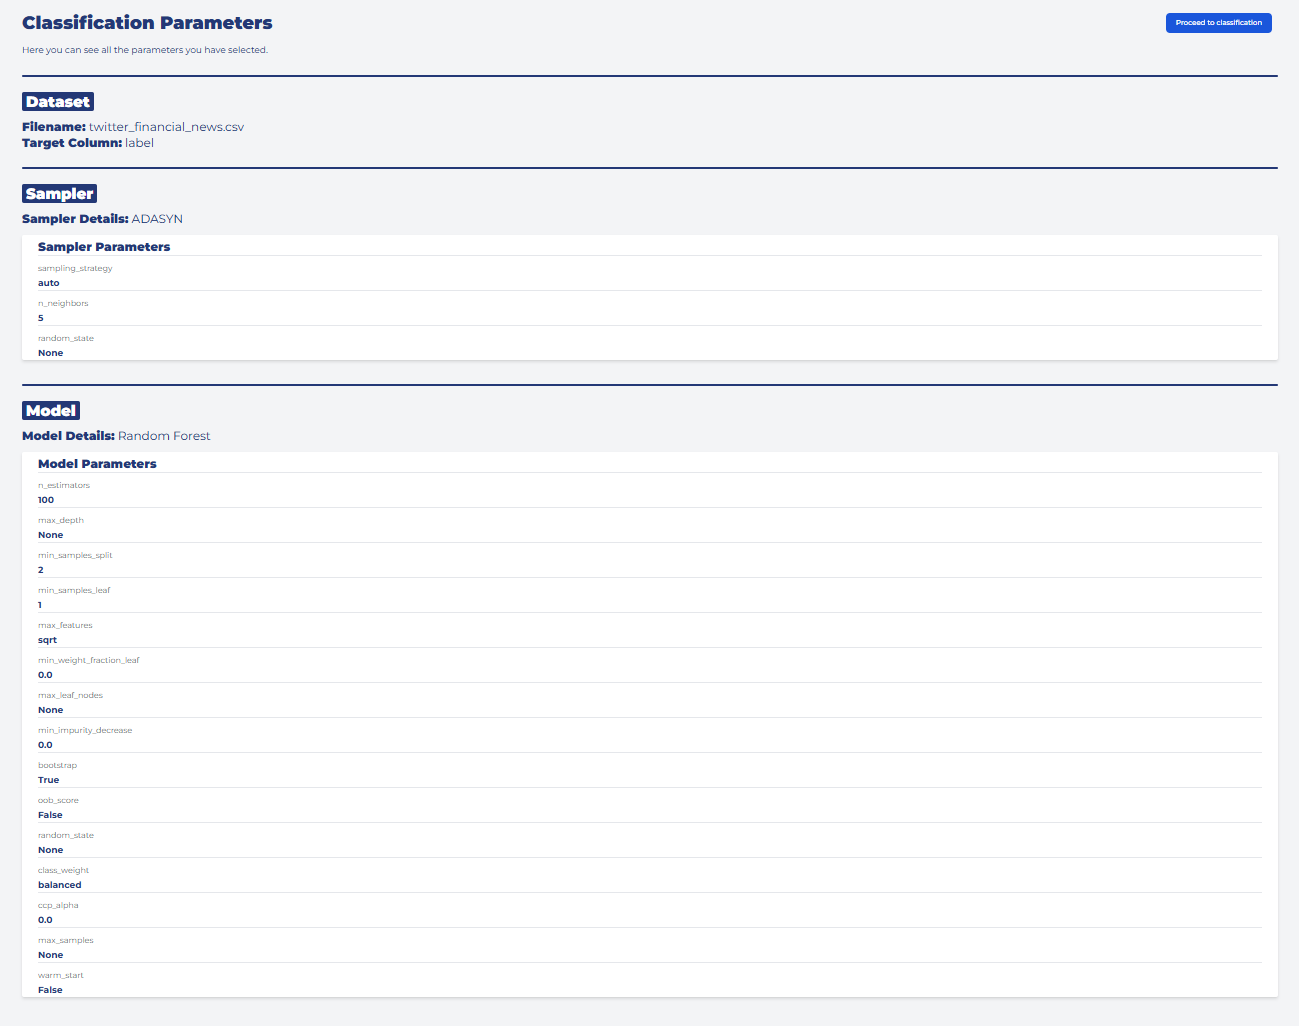 Classification Parameters
Proceed to classification
Here you can see all the parameters you have selected.
Dataset
Filename: twitter_financial_news.csv
Target Column: label
Sampler
Sampler Details: ADASYN
Sampler Parameters
sampling_strategy
auto
n_neighbors
5
random_state
None
Model
Model Details: Random Forest
Model Parameters
n_estimators
100
max_depth
None
min_samples_split
2
min_samples_leaf
1
max_features
sqrt
min_weight_fraction_leaf
0.0
max_leaf_nodes
None
min_impurity_decrease
0.0
bootstrap
True
oob_score
False
random_state
None
class_weight
balanced
ccp_alpha
0.0
max_samples
None
warm_start
False